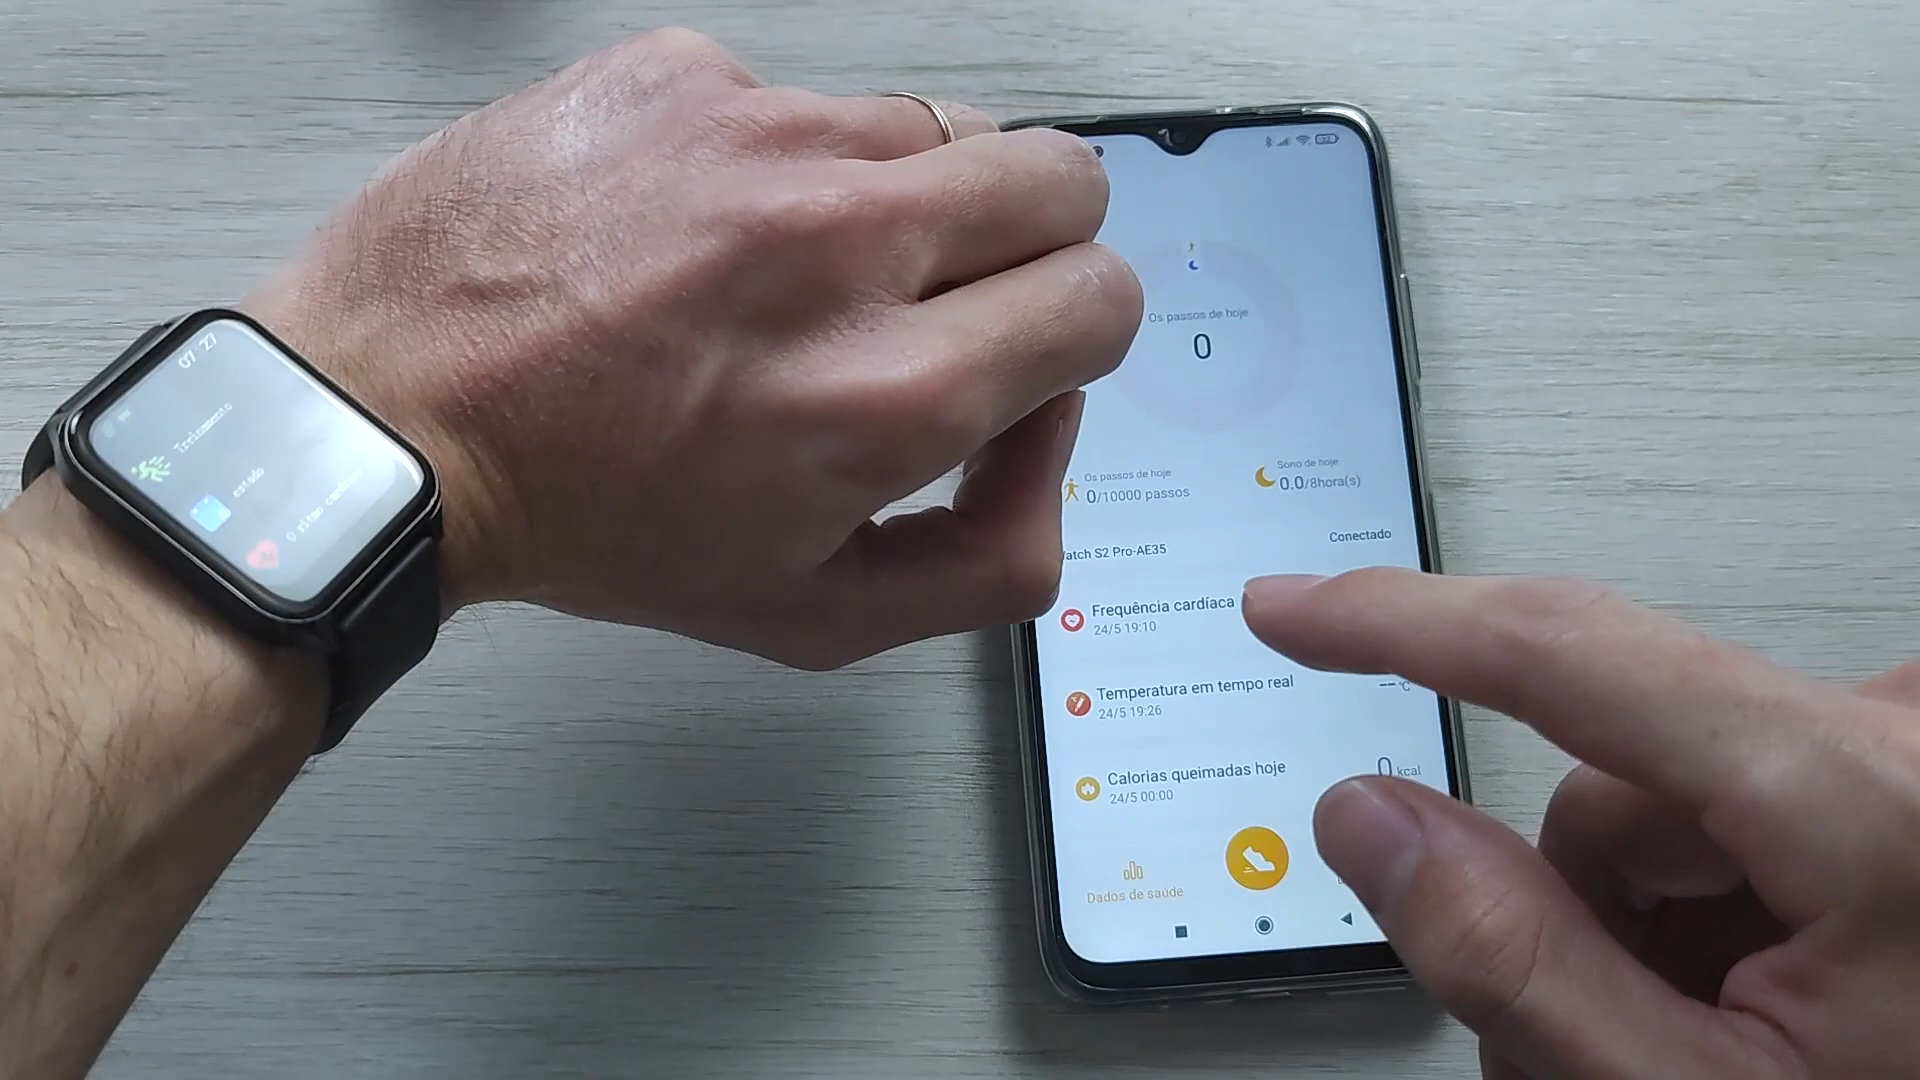 07 27
Treinamento
estado
0 ritmo cardíaco
Os passos de hoje
0
Os passos de hoje
0/10000 passos
Sono de hoje
0.0/8hora(s)
atch S2 Pro-AE35
Conectado
Frequência cardíaca
24/5 19:10
Temperatura em tempo real
-- °C
24/5 19:26
Calorias queimadas hoje
0 kcal
24/5 00:00
Dados de saúde